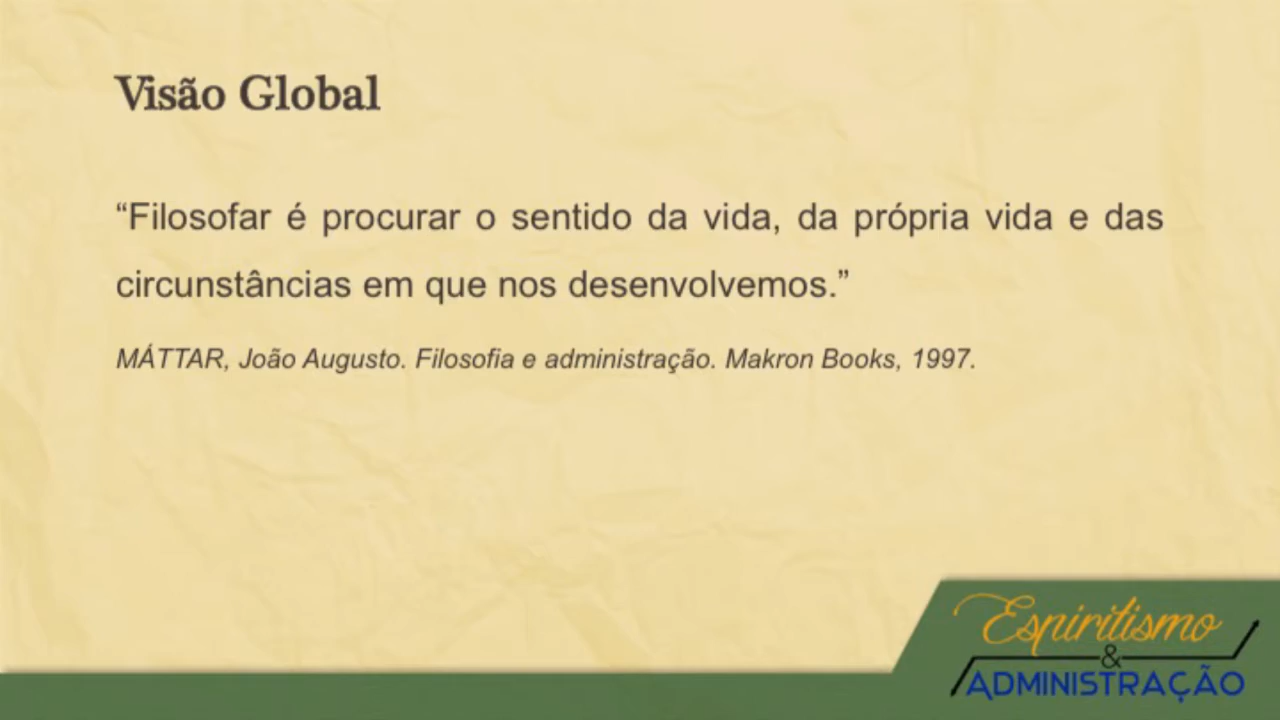 Visão Global
“Filosofar é procurar o sentido da vida, da própria vida e das
circunstâncias em que nos desenvolvemos.”
MÁTTAR, João Augusto. Filosofia e administração. Makron Books, 1997.
Espiritismo
&
ADMINISTRAÇÃO